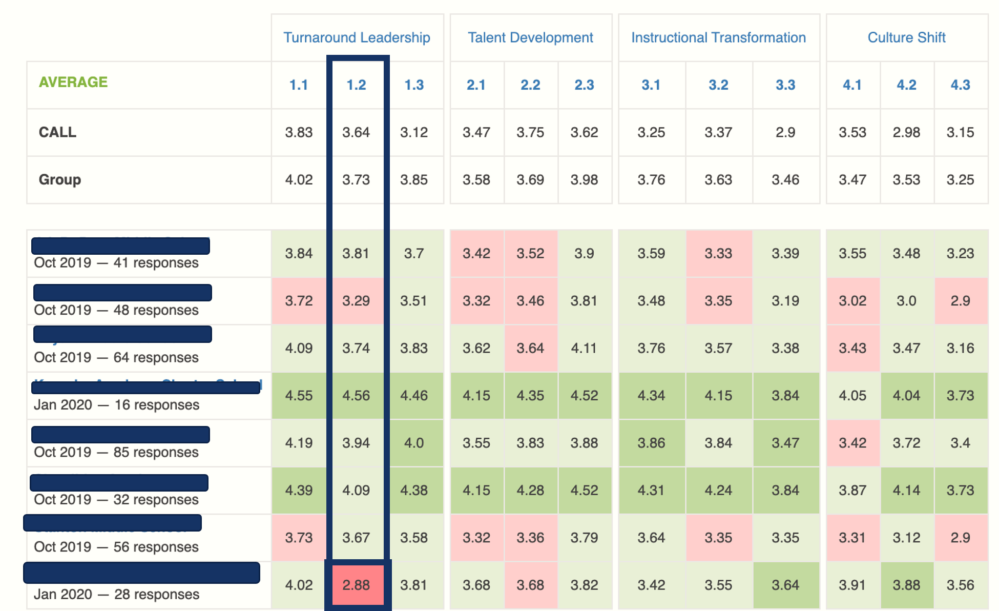 Turnaround Leadership Talent Development Instructional Transformation Culture Shift
AVERAGE 1.1 1.2 1.3 2.1 2.2 2.3 3.1 3.2 3.3 4.1 4.2 4.3
CALL 3.83 3.64 3.12 3.47 3.75 3.62 3.25 3.37 2.9 3.53 2.98 3.15
Group 4.02 3.73 3.85 3.58 3.69 3.98 3.76 3.63 3.46 3.47 3.53 3.25
3.84 3.81 3.7 3.42 3.52 3.9 3.59 3.33 3.39 3.55 3.48 3.23
Oct 2019 — 41 responses
3.72 3.29 3.51 3.32 3.46 3.81 3.48 3.35 3.19 3.02 3.0 2.9
Oct 2019 — 48 responses
4.09 3.74 3.83 3.62 3.64 4.11 3.76 3.57 3.38 3.43 3.47 3.16
Oct 2019 — 64 responses
4.55 4.56 4.46 4.15 4.35 4.52 4.34 4.15 3.84 4.05 4.04 3.73
Jan 2020 — 16 responses
4.19 3.94 4.0 3.55 3.83 3.88 3.86 3.84 3.47 3.42 3.72 3.4
Oct 2019 — 85 responses
4.39 4.09 4.38 4.15 4.28 4.52 4.31 4.24 3.84 3.87 4.14 3.73
Oct 2019 — 32 responses
3.73 3.67 3.58 3.32 3.36 3.79 3.64 3.35 3.35 3.31 3.12 2.9
Oct 2019 — 56 responses
4.02 2.88 3.81 3.68 3.68 3.82 3.42 3.55 3.64 3.91 3.88 3.56
Jan 2020 — 28 responses